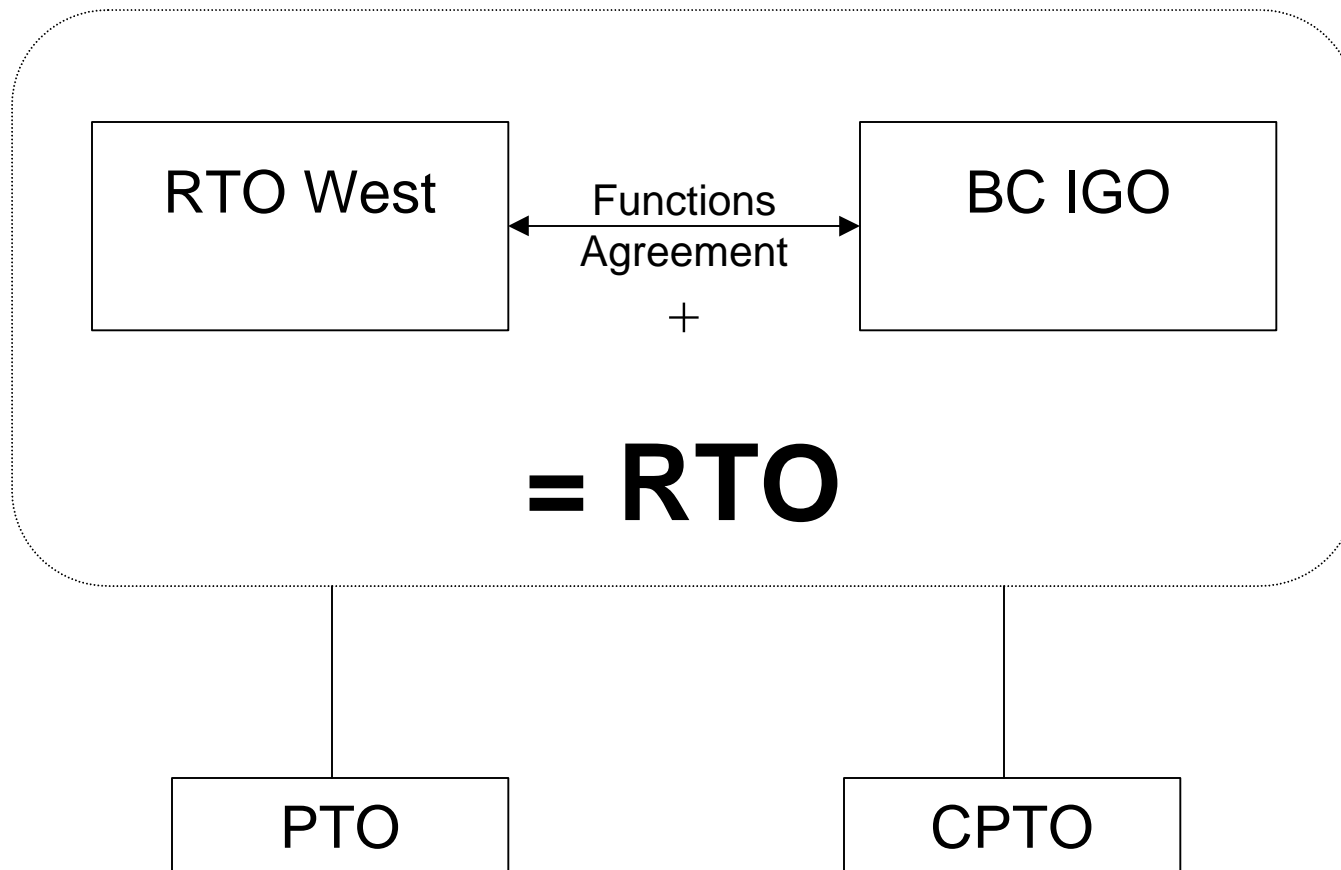 RTO West
BC IGO
Functions
Agreement
+
= RTO
PTO
CPTO